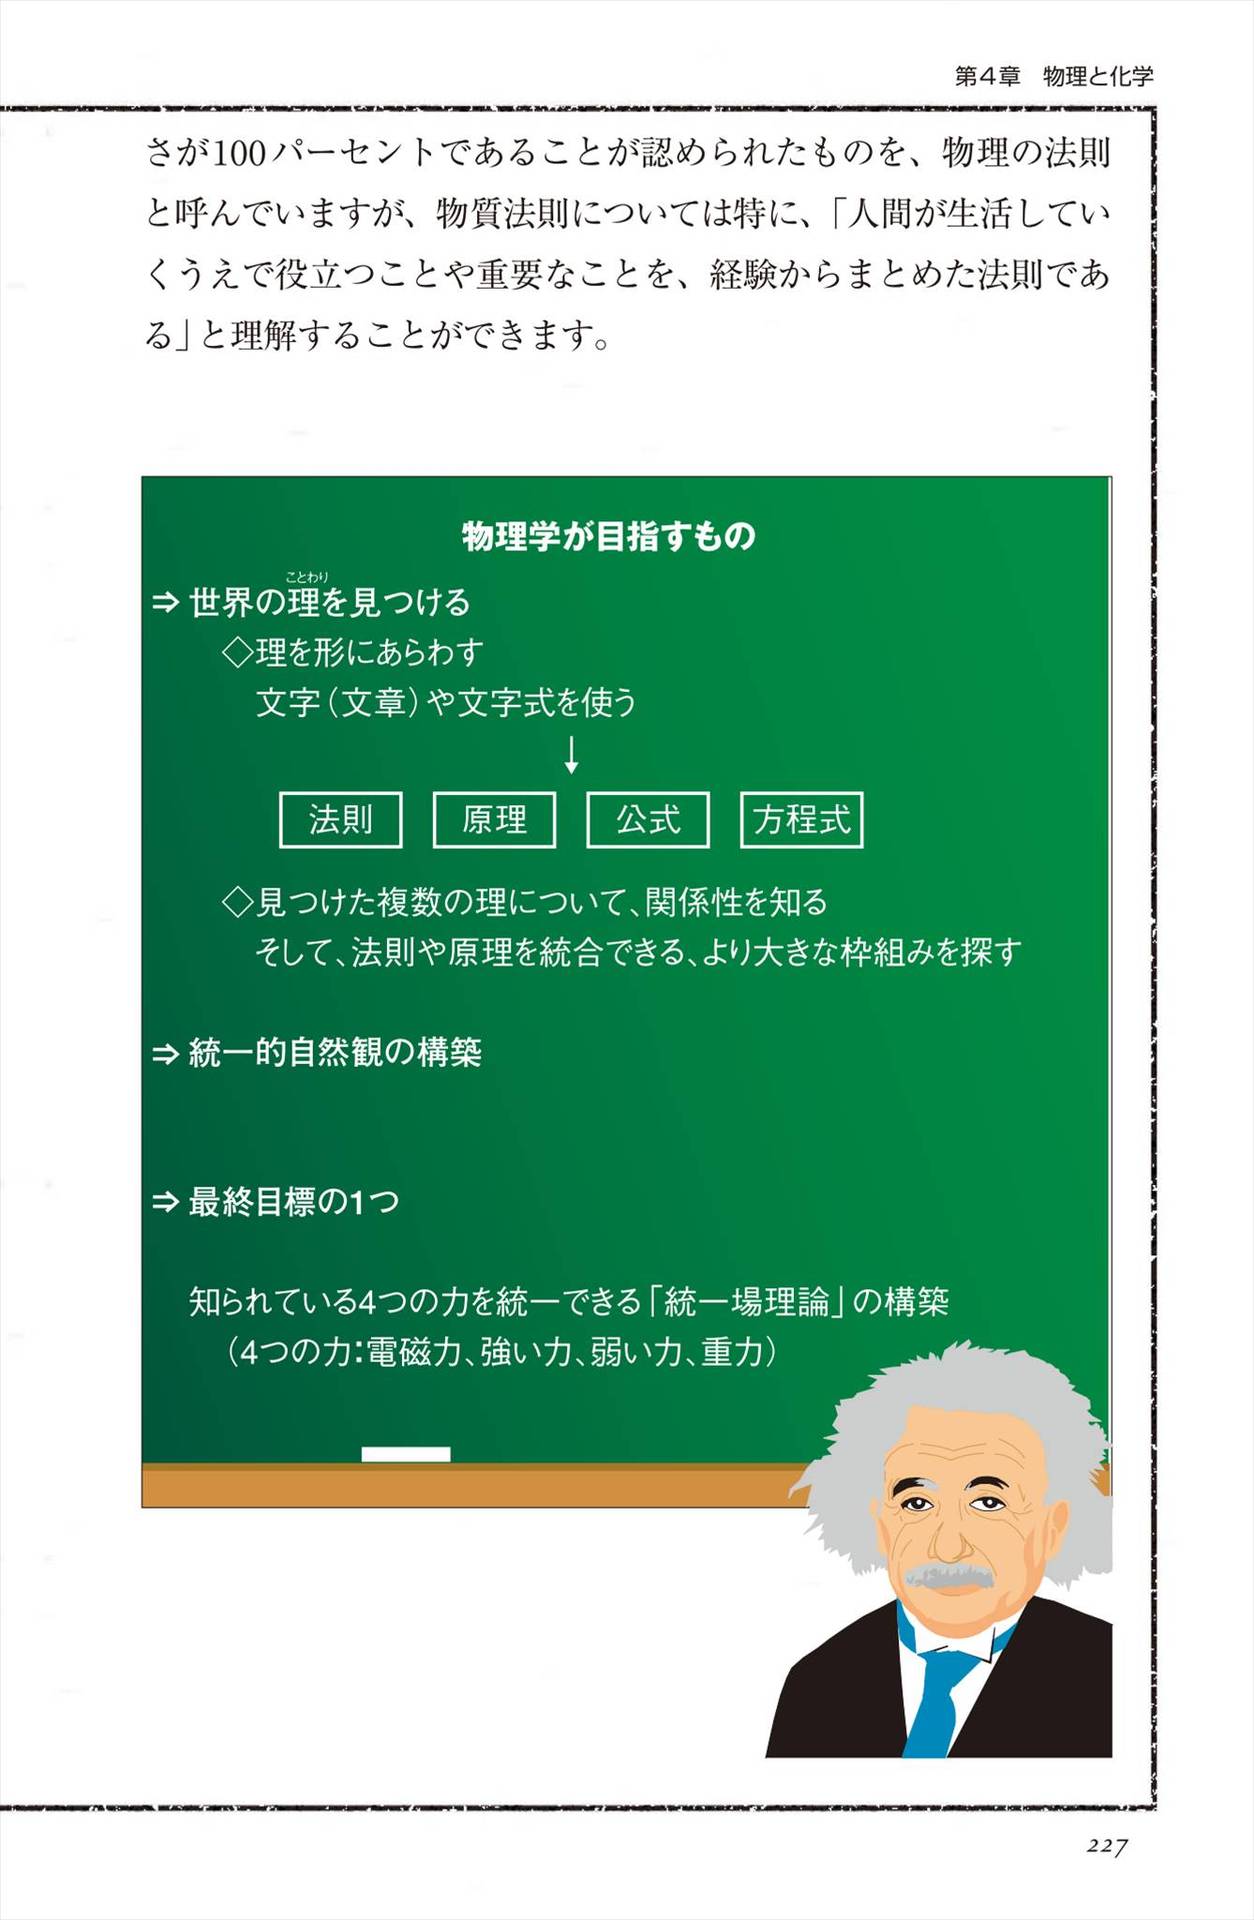 第4章　物理と化学
さが100パーセントであることが認められたものを、物理の法則
と呼んでいますが、物質法則については特に、「人間が生活してい
くうえで役立つことや重要なことを、経験からまとめた法則であ
る」と理解することができます。
物理学が目指すもの
ことわり
⇒ 世界の理を見つける
◇理を形にあらわす
文字（文章）や文字式を使う
↓
法則　原理　公式　方程式
◇見つけた複数の理について、関係性を知る
そして、法則や原理を統合できる、より大きな枠組みを探す
⇒ 統一的自然観の構築
⇒ 最終目標の1つ
知られている4つの力を統一できる「統一場理論」の構築
（4つの力：電磁力、強い力、弱い力、重力）
227